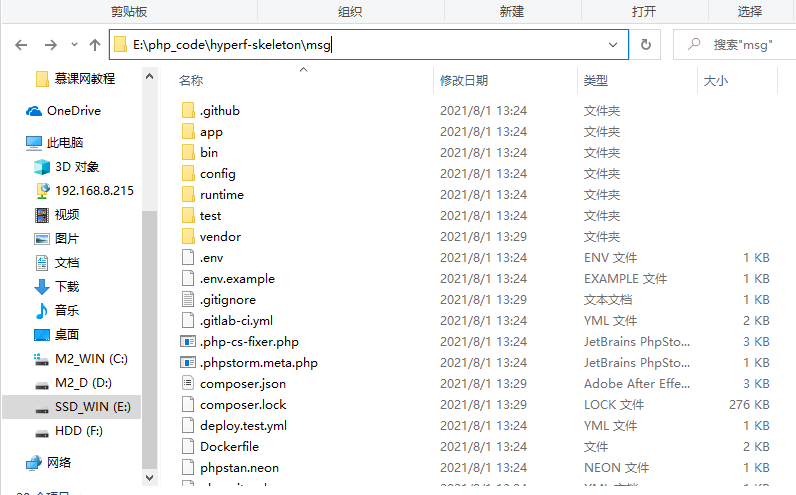 剪贴板 组织 新建 打开 选择
E:\php_code\hyperf-skeleton\msg 搜索"msg"
慕课网教程
OneDrive
此电脑
3D 对象
192.168.8.215
视频
图片
文档
下载
音乐
桌面
M2_WIN (C:)
M2_D (D:)
SSD_WIN (E:)
HDD (F:)
网络
名称 修改日期 类型 大小
.github 2021/8/1 13:24 文件夹
app 2021/8/1 13:24 文件夹
bin 2021/8/1 13:24 文件夹
config 2021/8/1 13:24 文件夹
runtime 2021/8/1 13:24 文件夹
test 2021/8/1 13:24 文件夹
vendor 2021/8/1 13:29 文件夹
.env 2021/8/1 13:24 ENV 文件 1 KB
.env.example 2021/8/1 13:24 EXAMPLE 文件 1 KB
.gitignore 2021/8/1 13:29 文本文档 1 KB
.gitlab-ci.yml 2021/8/1 13:24 YML 文件 2 KB
.php-cs-fixer.php 2021/8/1 13:24 JetBrains PhpSto... 3 KB
.phpstorm.meta.php 2021/8/1 13:24 JetBrains PhpSto... 1 KB
composer.json 2021/8/1 13:29 Adobe After Effe... 3 KB
composer.lock 2021/8/1 13:29 LOCK 文件 276 KB
deploy.test.yml 2021/8/1 13:24 YML 文件 1 KB
Dockerfile 2021/8/1 13:24 文件 2 KB
phpstan.neon 2021/8/1 13:24 NEON 文件 1 KB